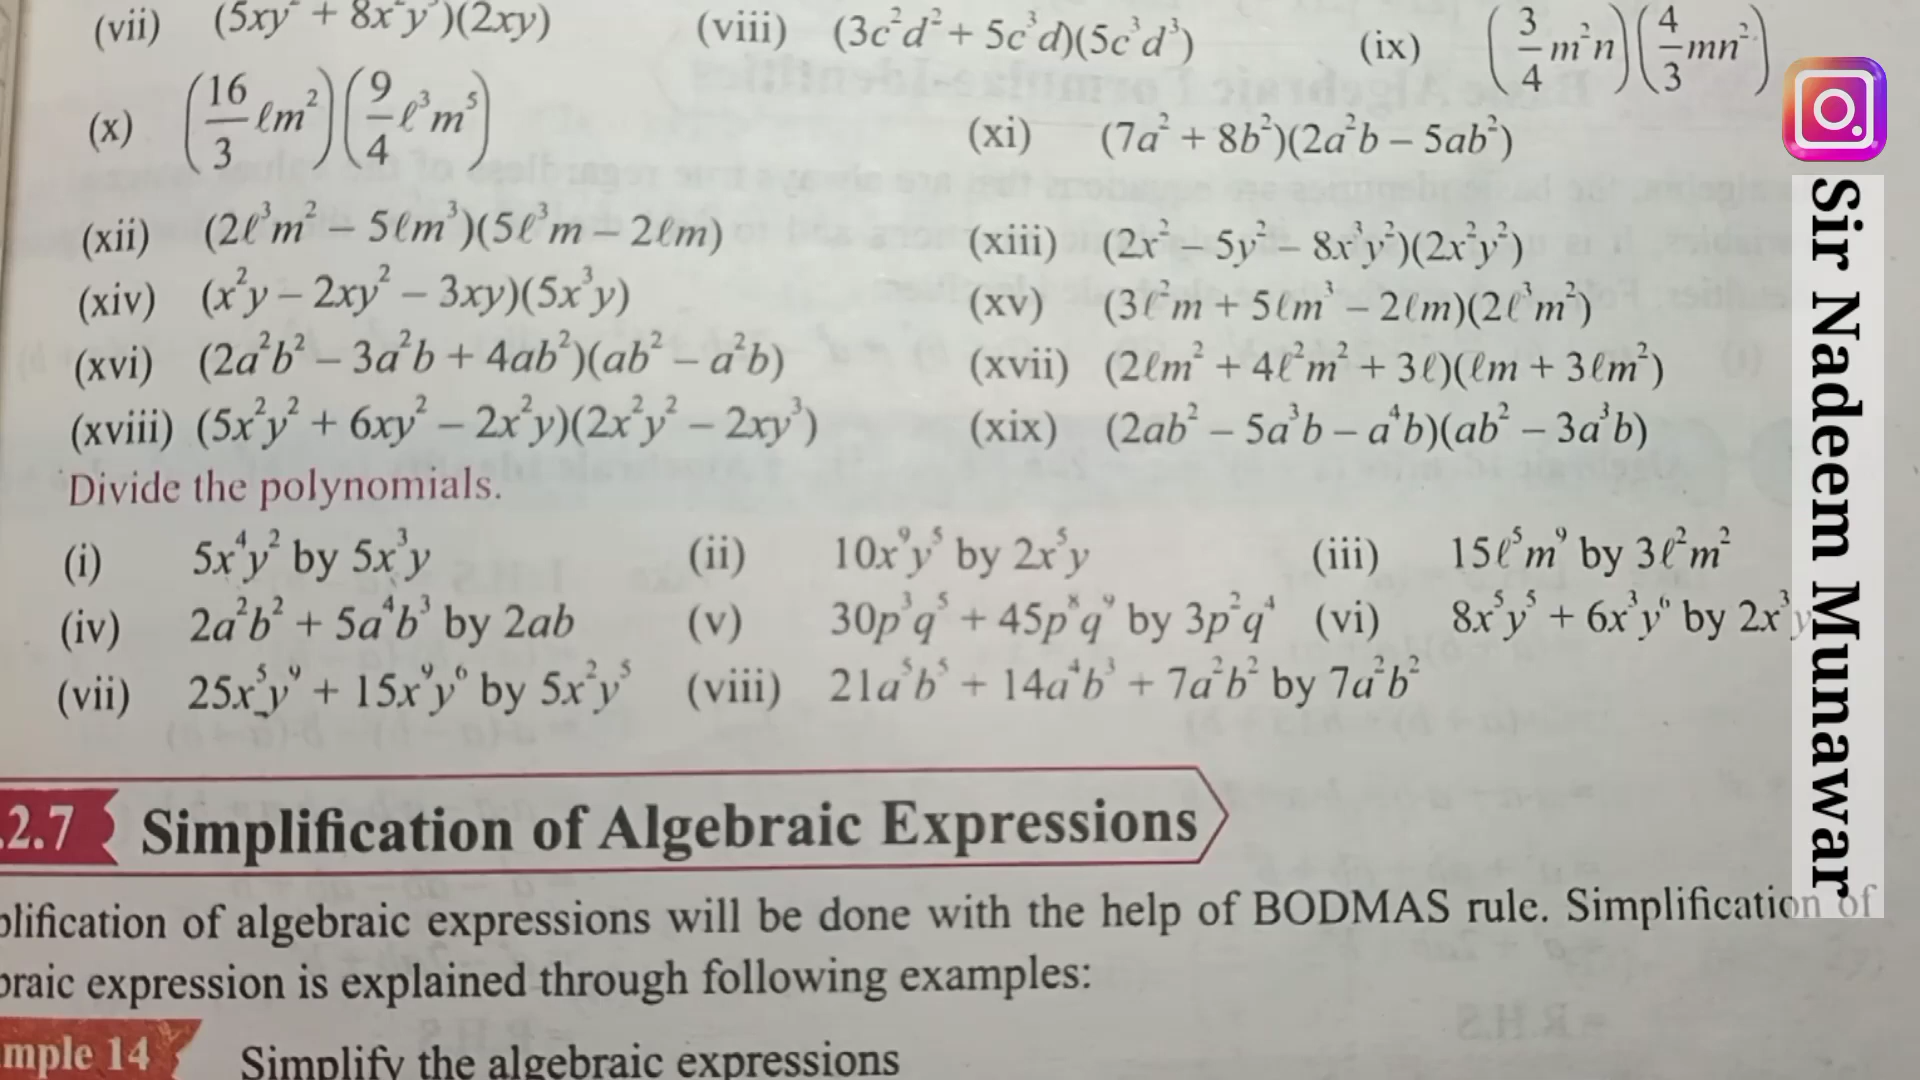 (vii) (5xy² + 8x²y³)(2xy) (viii) (3c²d² + 5c³d)(5c³d³) (ix) (3/4 m²n)(4/3 mn²)
(x) (16/3 ℓm²)(9/4 ℓ³m⁵) (xi) (7a² + 8b²)(2a²b – 5ab²)
(xii) (2ℓ³m² – 5ℓm³)(5ℓ³m – 2ℓm) (xiii) (2x² – 5y² – 8x³y²)(2x²y²)
(xiv) (x²y – 2xy² – 3xy)(5x³y) (xv) (3ℓ²m + 5ℓm³ – 2ℓm)(2ℓ³m²)
(xvi) (2a²b² – 3a²b + 4ab²)(ab² – a²b) (xvii) (2ℓm² + 4ℓ²m² + 3ℓ)(ℓm + 3ℓm²)
(xviii) (5x²y² + 6xy² – 2x²y)(2x²y² – 2xy³) (xix) (2ab² – 5a³b – a⁴b)(ab² – 3a³b)
Divide the polynomials.
(i) 5x⁴y² by 5x³y (ii) 10x⁹y⁵ by 2x⁵y (iii) 15ℓ⁵m⁹ by 3ℓ²m²
(iv) 2a²b² + 5a⁴b³ by 2ab (v) 30p³q⁵ + 45p⁸q⁹ by 3p²q⁴ (vi) 8x⁵y⁵ + 6x³y⁶ by 2x³y
(vii) 25x⁵y⁹ + 15x⁹y⁶ by 5x²y⁵ (viii) 21a⁵b⁵ + 14a⁴b³ + 7a²b² by 7a²b²
2.7 Simplification of Algebraic Expressions
plification of algebraic expressions will be done with the help of BODMAS rule. Simplification of
braic expression is explained through following examples:
mple 14 Simplify the algebraic expressions
Sir Nadeem Munawar